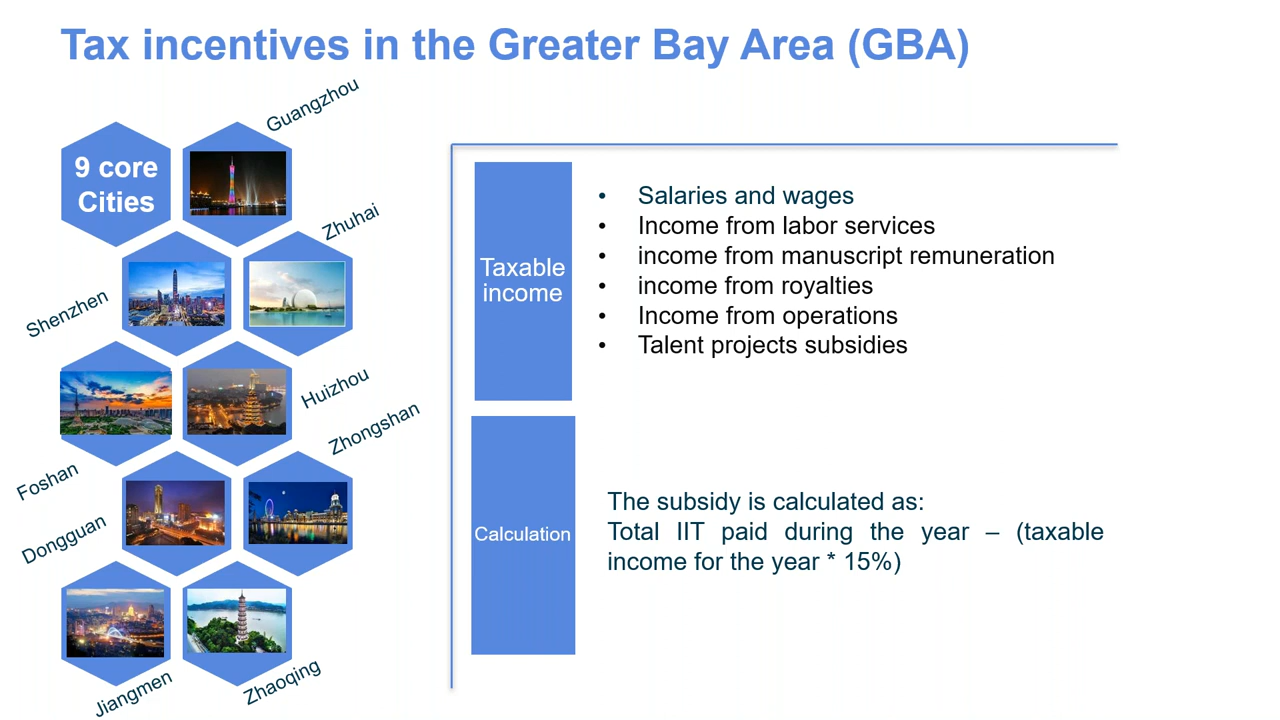 Tax incentives in the Greater Bay Area (GBA)
9 core
Cities
Guangzhou
Zhuhai
Shenzhen
Huizhou
Zhongshan
Foshan
Dongguan
Jiangmen
Zhaoqing
Taxable
income
• Salaries and wages
• Income from labor services
• income from manuscript remuneration
• income from royalties
• Income from operations
• Talent projects subsidies
Calculation
The subsidy is calculated as:
Total IIT paid during the year – (taxable
income for the year * 15%)